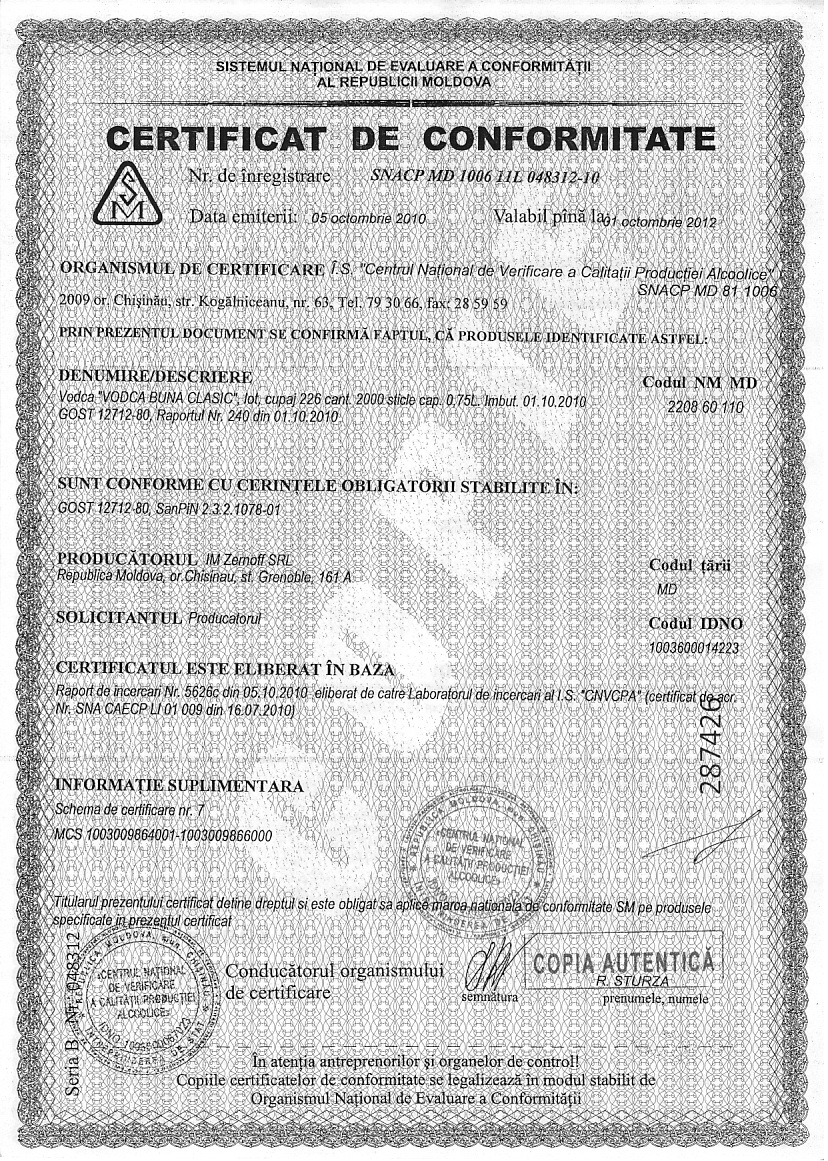 SISTEMUL NAȚIONAL DE EVALUARE A CONFORMITĂȚII
AL REPUBLICII MOLDOVA
CERTIFICAT DE CONFORMITATE
SM
Nr. de înregistrare SNACP MD 1006 11L 048312-10
Data emiterii: 05 octombrie 2010 Valabil pînă la 01 octombrie 2012
ORGANISMUL DE CERTIFICARE Î.S. "Centrul Național de Verificare a Calității Producției Alcoolice"
SNACP MD 81 1006
2009 or. Chișinău, str. Kogălniceanu, nr. 63, Tel. 79 30 66, fax: 28 59 59
PRIN PREZENTUL DOCUMENT SE CONFIRMĂ FAPTUL, CĂ PRODUSELE IDENTIFICATE ASTFEL:
DENUMIRE/DESCRIERE Codul NM MD
Vodca "VODCA BUNA CLASIC", lot, cupaj 226 cant. 2000 sticle cap. 0,75L. Imbut. 01.10.2010
GOST 12712-80, Raportul Nr. 240 din 01.10.2010 2208 60 110
SUNT CONFORME CU CERINȚELE OBLIGATORII STABILITE ÎN:
GOST 12712-80, SanPiN 2.3.2.1078-01
PRODUCĂTORUL IM Zernoff SRL Codul țării
Republica Moldova, or.Chisinau, st. Grenoble, 161 A MD
SOLICITANTUL Producatorul Codul IDNO
1003600014223
CERTIFICATUL ESTE ELIBERAT ÎN BAZA
Raport de incercari Nr. 5626c din 05.10.2010 eliberat de catre Laboratorul de incercari al I.S. "CNVCPA" (certificat de acr.
Nr. SNA CAECP LI 01 009 din 16.07.2010)
287426
INFORMAȚIE SUPLIMENTARA
Schema de certificare nr. 7
MCS 1003009864001-1003009866000
REPUBLICA MOLDOVA, mun. CHIȘINĂU
«CENTRUL NAȚIONAL
DE VERIFICARE
A CALITĂȚII PRODUCȚIEI
ALCOOLICE»
Titularul prezentului certificat detine dreptul si este obligat sa aplice marca nationala de conformitate SM pe produsele
specificate in prezentul certificat
REPUBLICA MOLDOVA, mun. CHIȘINĂU
«CENTRUL NAȚIONAL
DE VERIFICARE
A CALITĂȚII PRODUCȚIEI
ALCOOLICE»
ÎNTREPRINDEREA DE STAT
Seria B Nr. 048312
Conducătorul organismului
de certificare
semnătura
COPIA AUTENTICĂ
R. STURZA
prenumele, numele
În atenția antreprenorilor și organelor de control!
Copiile certificatelor de conformitate se legalizează în modul stabilit de
Organismul Național de Evaluare a Conformității
Copie